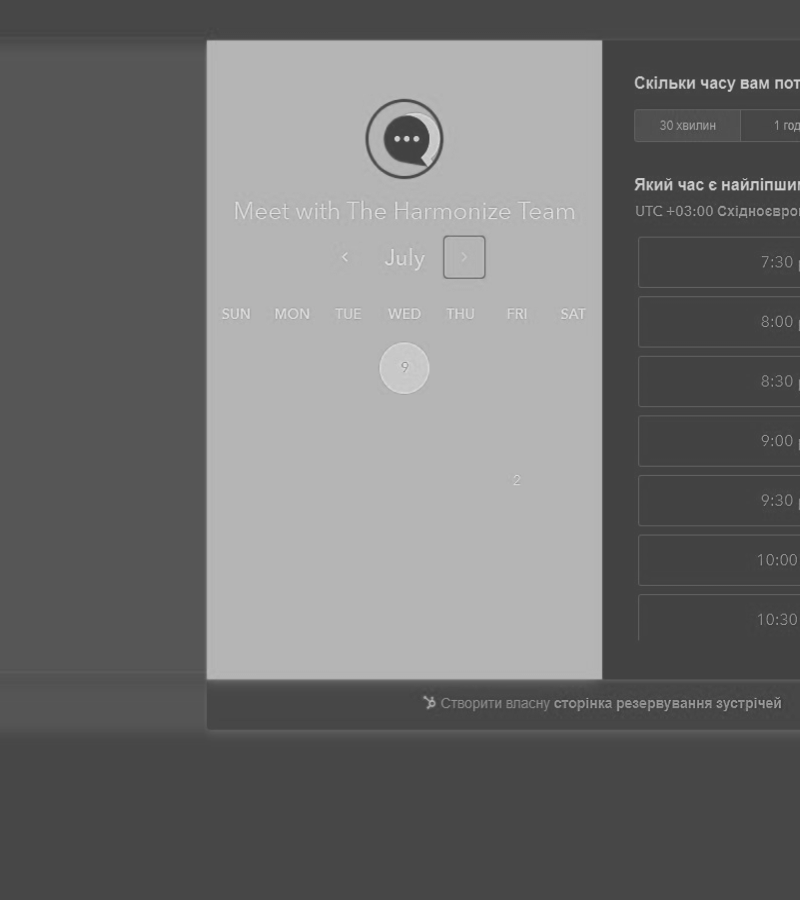 Meet with The Harmonize Team
July
SUN MON TUE WED THU FRI SAT
9
2
Скільки часу вам пот
30 хвилин 1 год
Який час є найліпши
UTC +03:00 Східноєвро
7:30
8:00
8:30
9:00
9:30
10:00
10:30
Створити власну сторінка резервування зустрічей